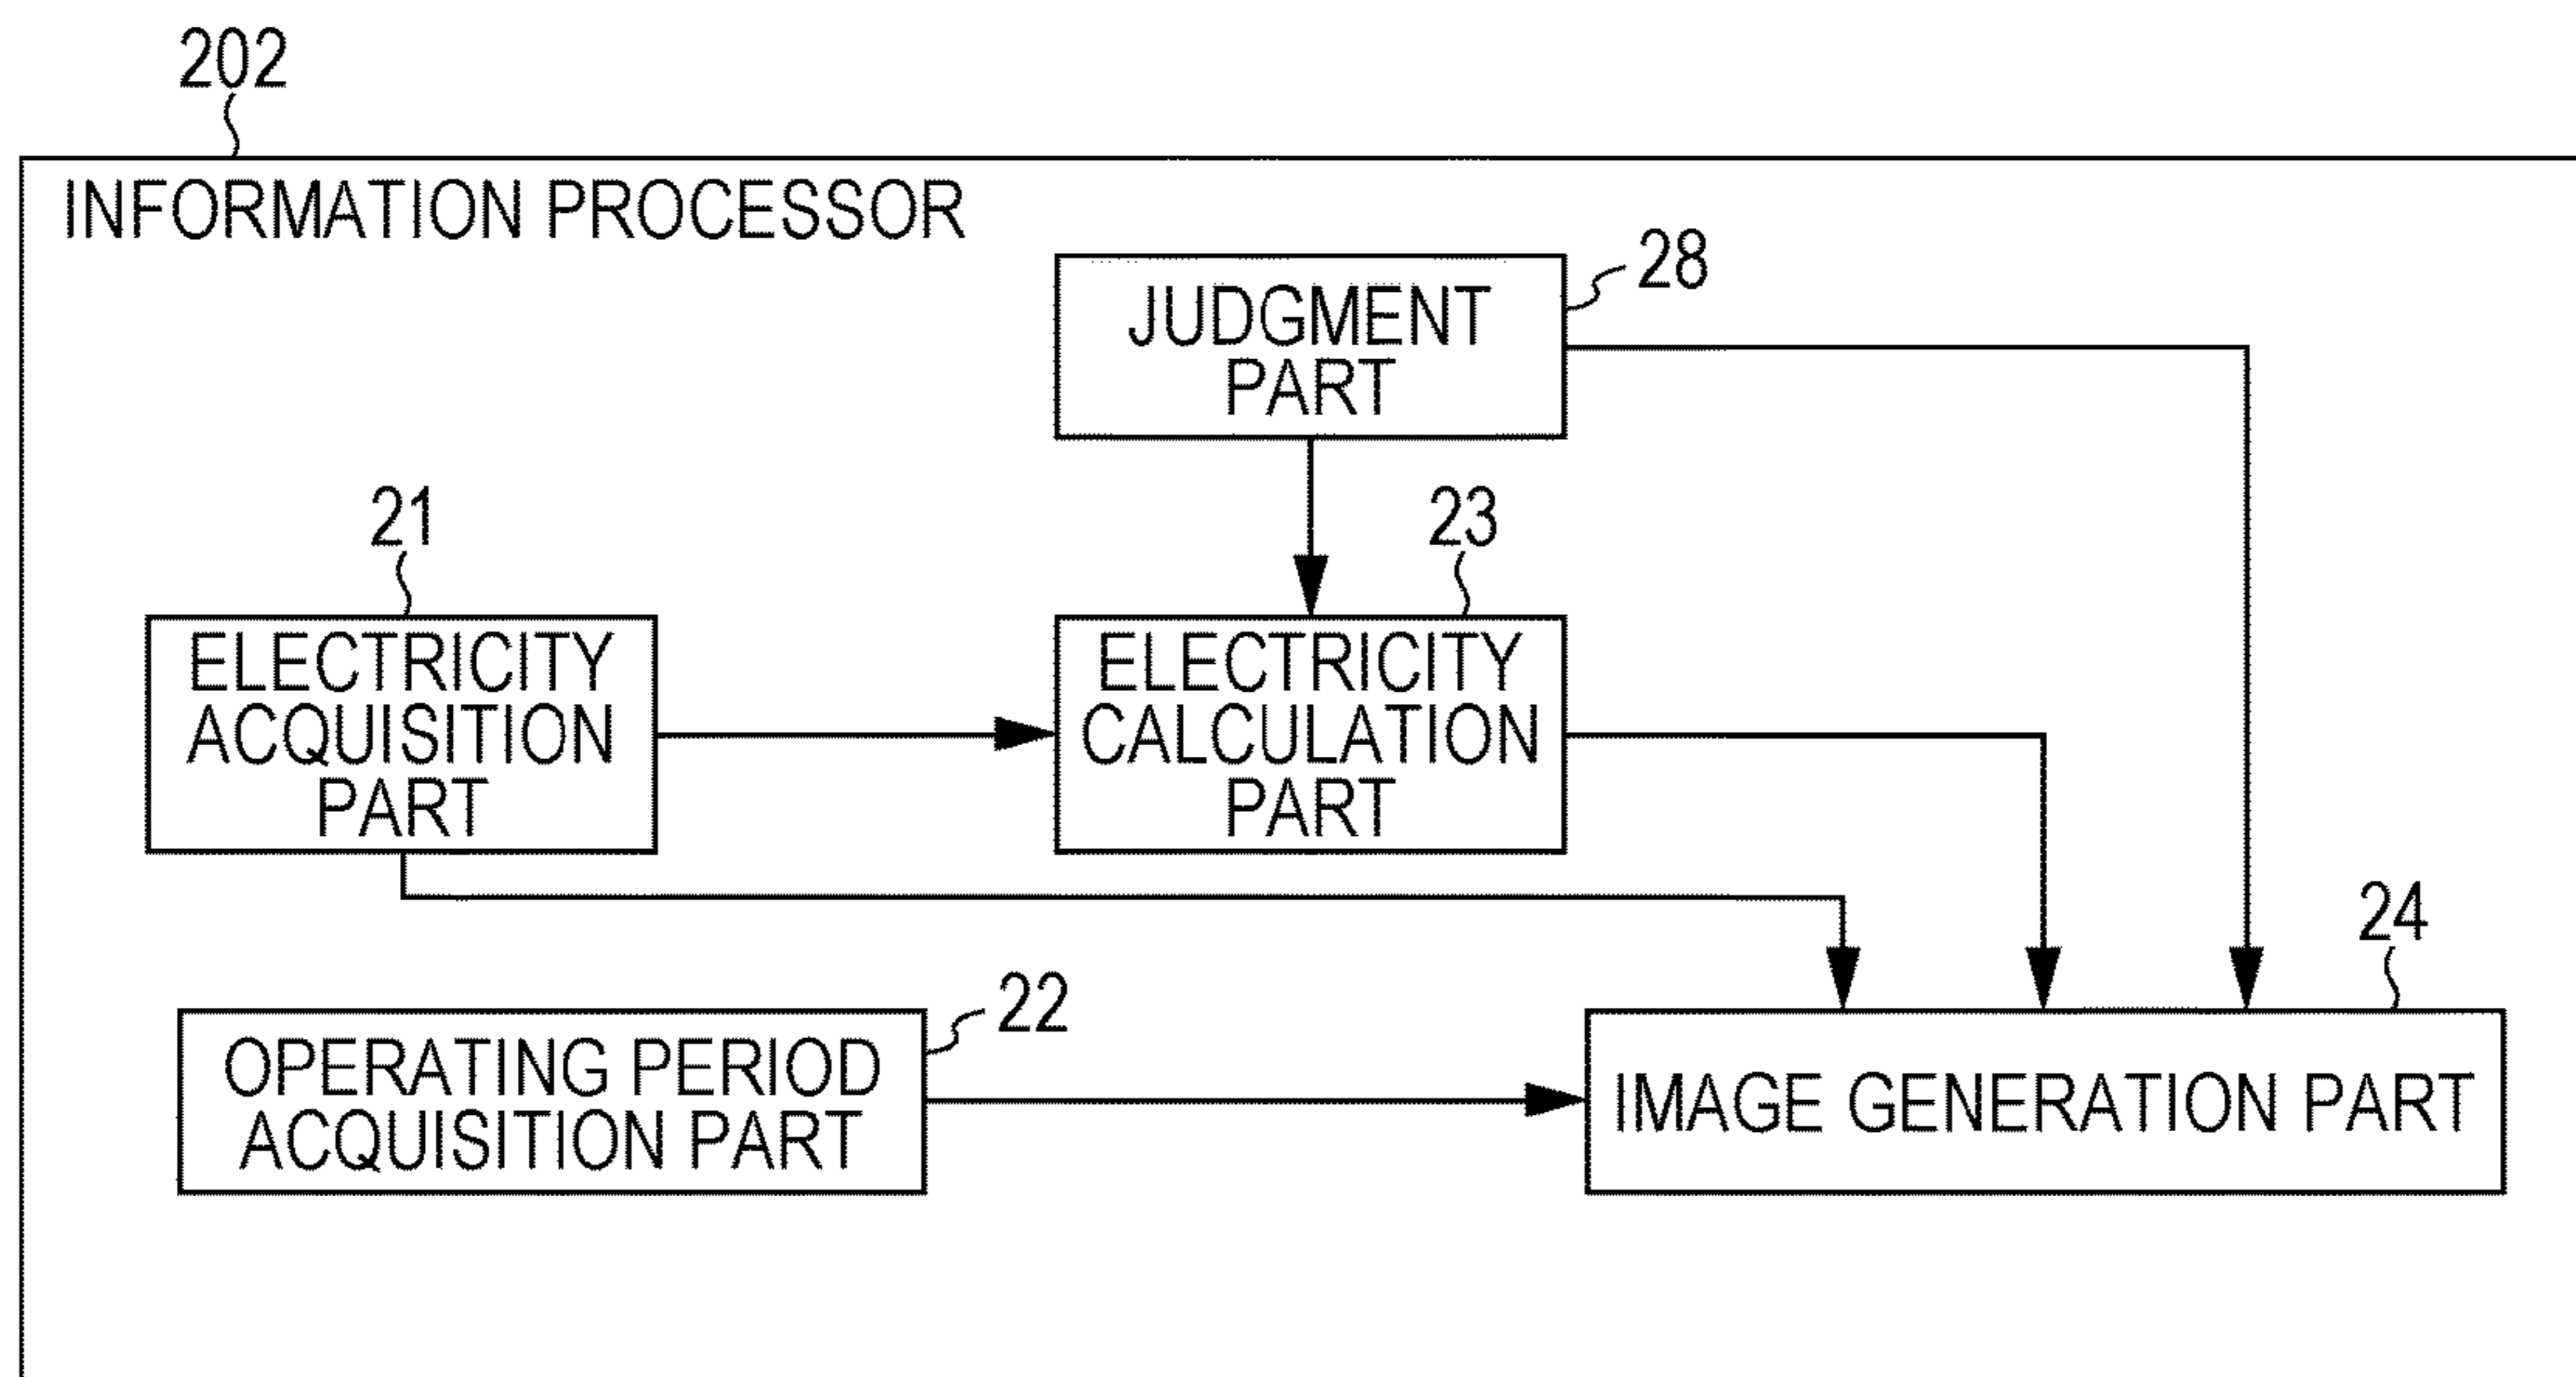 202
INFORMATION PROCESSOR
28
JUDGMENT
PART
21
23
ELECTRICITY
ACQUISITION
PART
ELECTRICITY
CALCULATION
PART
24
22
OPERATING PERIOD
ACQUISITION PART
IMAGE GENERATION PART